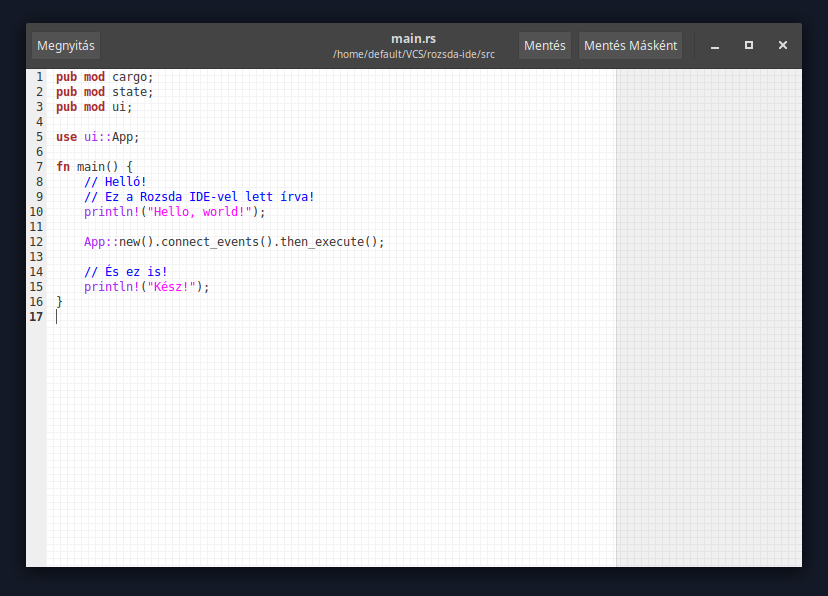 Megnyitás
main.rs
/home/default/VCS/rozsda-ide/src
Mentés
Mentés Másként
1 pub mod cargo;
2 pub mod state;
3 pub mod ui;
4
5 use ui::App;
6
7 fn main() {
8     // Helló!
9     // Ez a Rozsda IDE-vel lett írva!
10     println!("Hello, world!");
11
12     App::new().connect_events().then_execute();
13
14     // És ez is!
15     println!("Kész!");
16 }
17